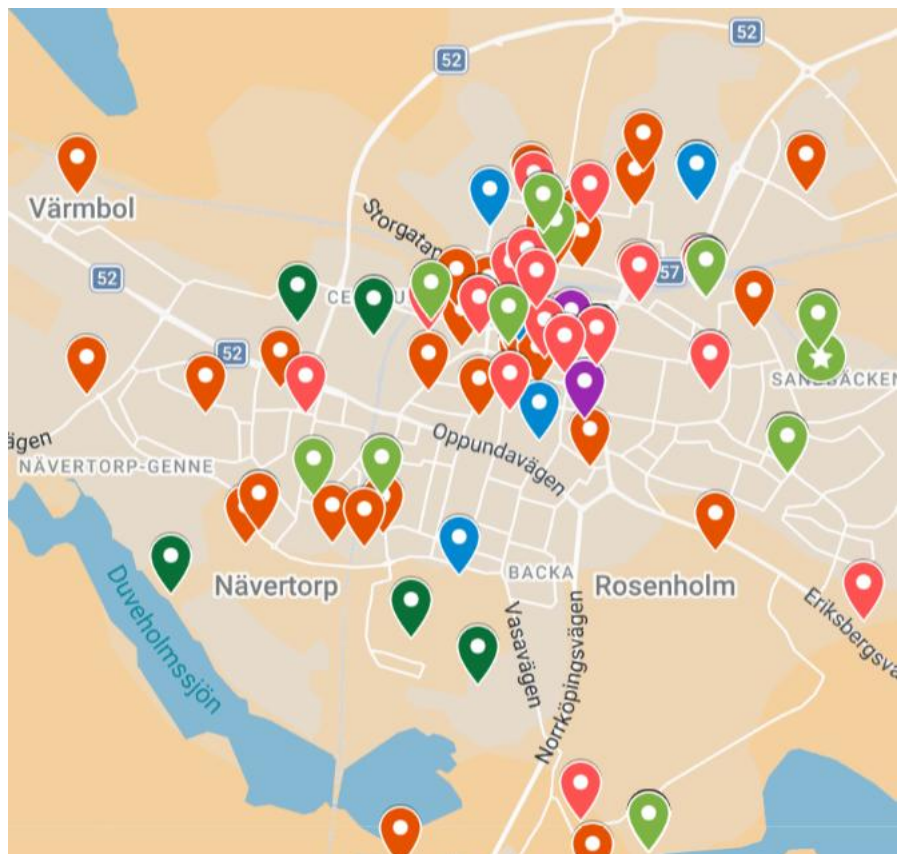 52
52
Värmbol
Storgatan
57
52
CE
U
52
SANDBÄCKEN
ägen
NÄVERTORP-GENNE
Oppundavägen
Nävertorp
BACKA
Rosenholm
Duveholmssjön
Vasavägen
Norrköpingsvägen
Eriksbergsvä